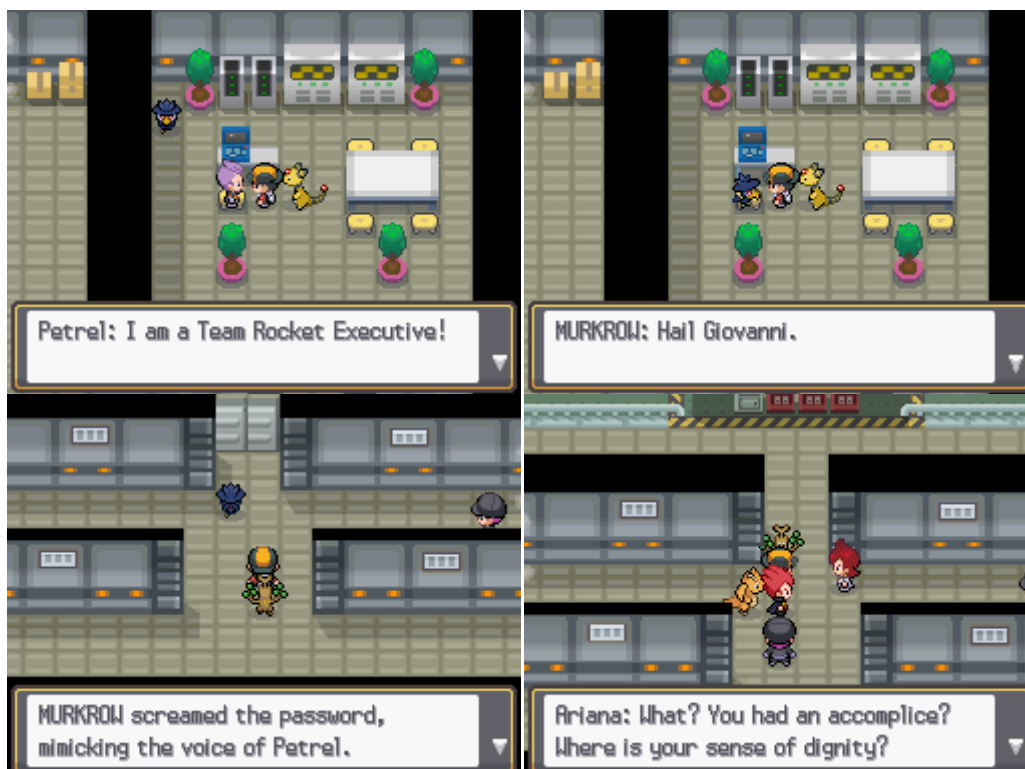 Petrel: I am a Team Rocket Executive!
MURKROW: Hail Giovanni.
MURKROW screamed the password,
mimicking the voice of Petrel.
Ariana: What? You had an accomplice?
Where is your sense of dignity?